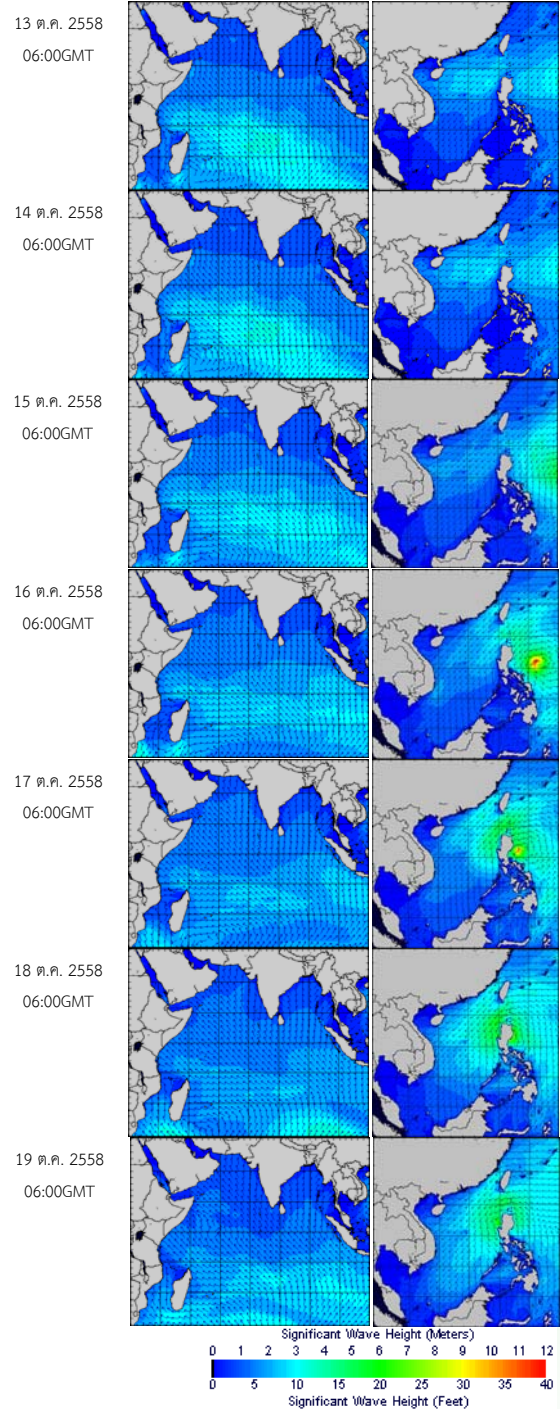 13 ต.ค. 2558
06:00GMT
14 ต.ค. 2558
06:00GMT
15 ต.ค. 2558
06:00GMT
16 ต.ค. 2558
06:00GMT
17 ต.ค. 2558
06:00GMT
18 ต.ค. 2558
06:00GMT
19 ต.ค. 2558
06:00GMT
Significant Wave Height (Meters)
0 1 2 3 4 5 6 7 8 9 10 11 12
0 5 10 15 20 25 30 35 40
Significant Wave Height (Feet)